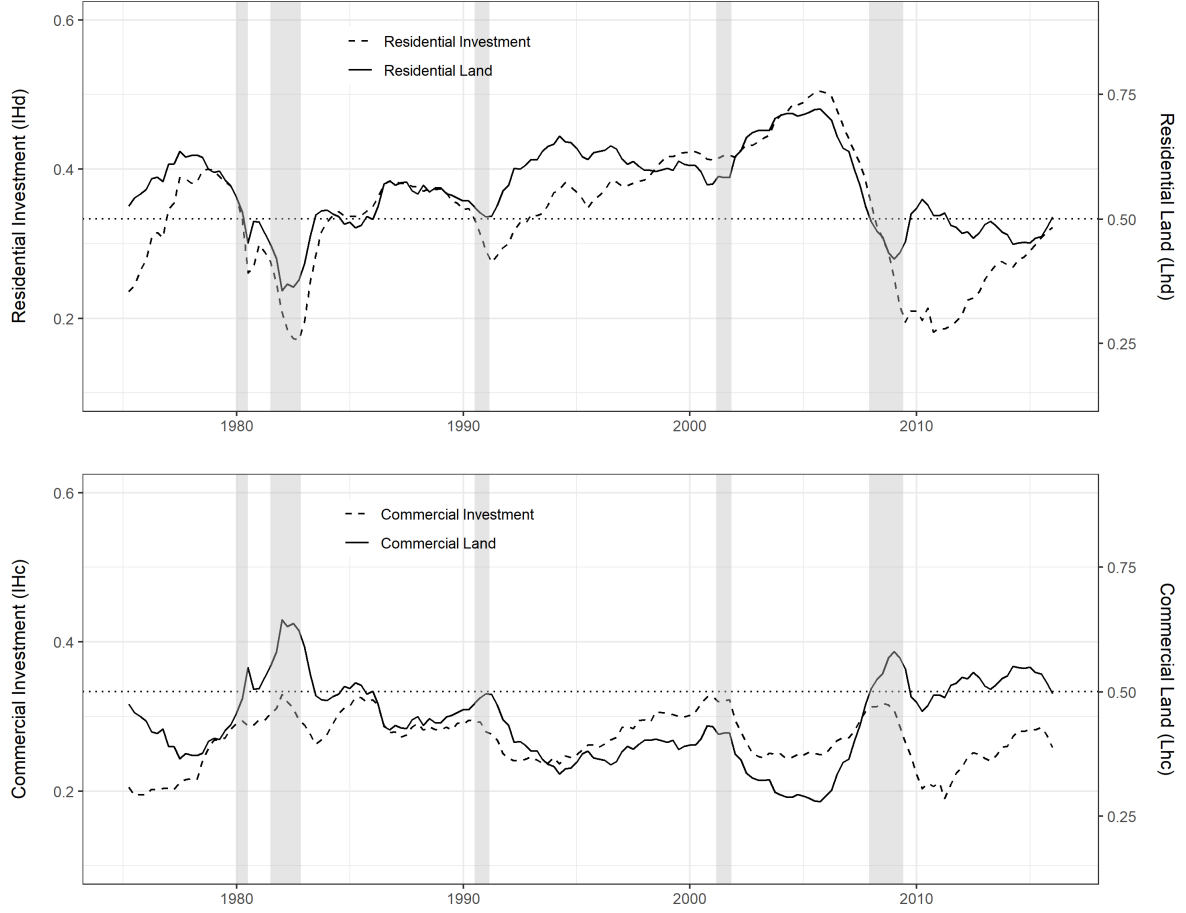 0.6
0.4
0.2
Residential Investment (IHd)
Residential Investment
Residential Land
0.75
0.50
0.25
Residential Land (Lhd)
1980
1990
2000
2010
0.6
0.4
0.2
Commercial Investment (IHc)
Commercial Investment
Commercial Land
0.75
0.50
0.25
Commercial Land (Lhc)
1980
1990
2000
2010